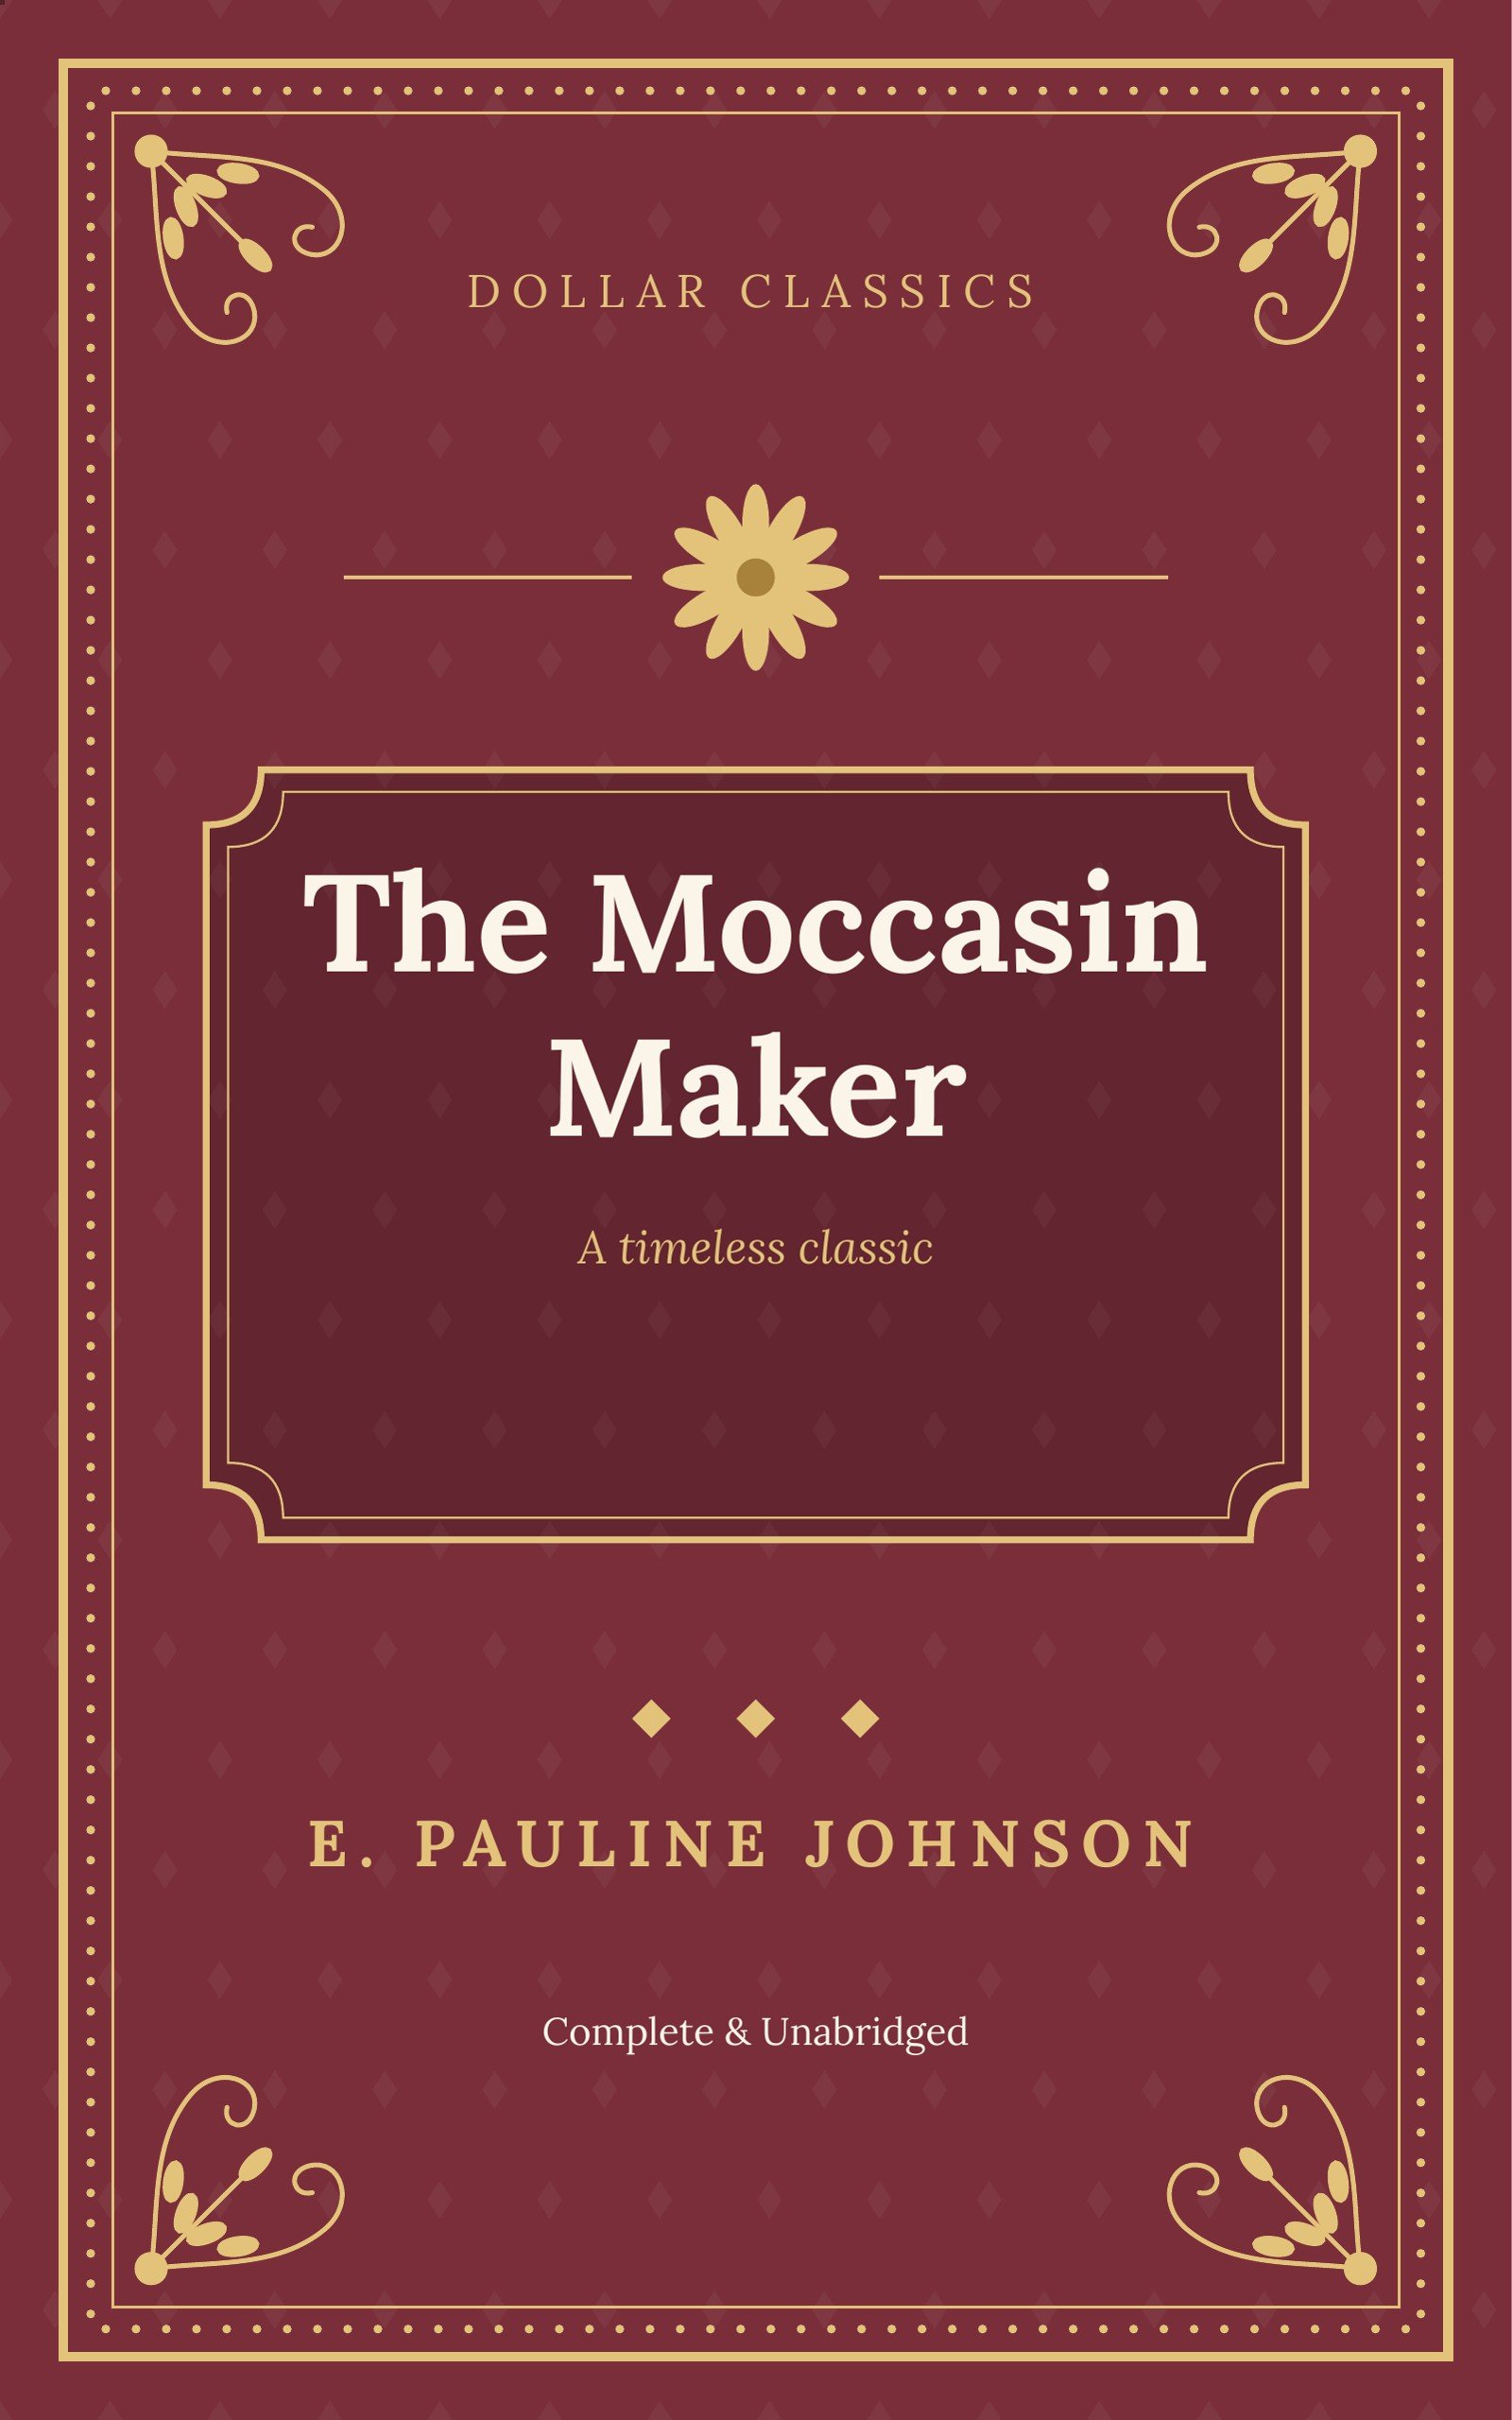 DOLLAR CLASSICS
The Moccasin
Maker
A timeless classic
E. PAULINE JOHNSON
Complete & Unabridged